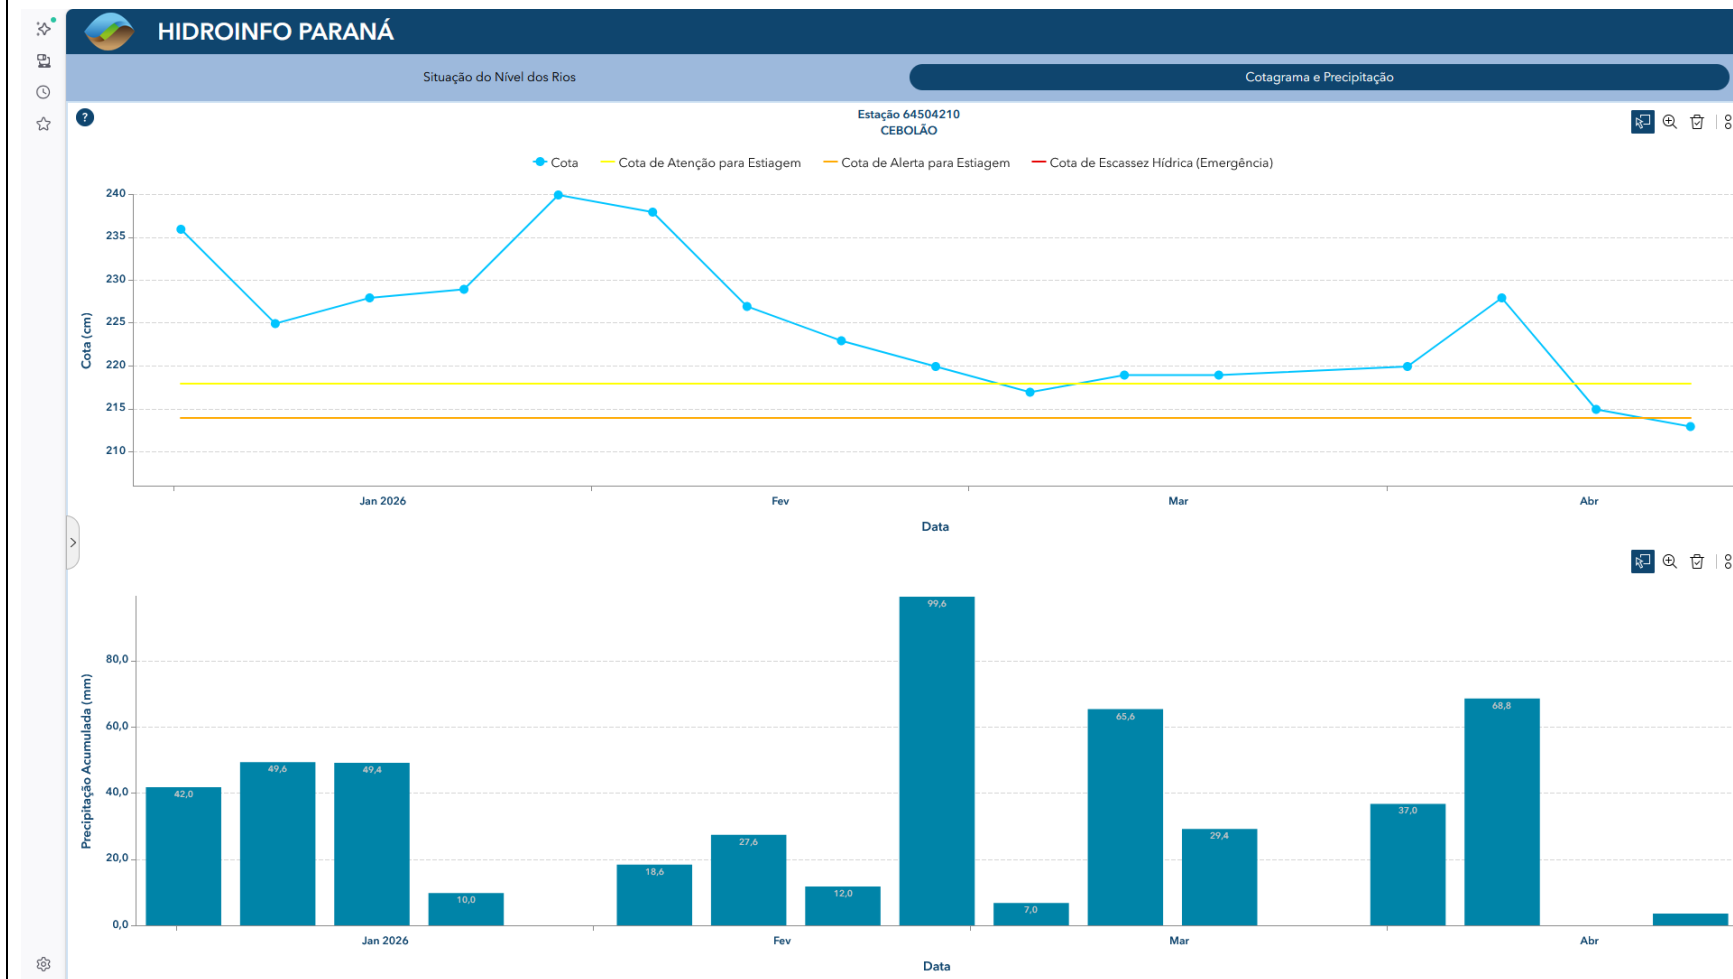 HIDROINFO PARANÁ
Situação do Nível dos Rios
Cotagrama e Precipitação
?
Estação 64504210
CEBOLÃO
Cota
Cota de Atenção para Estiagem
Cota de Alerta para Estiagem
Cota de Escassez Hídrica (Emergência)
240
235
230
225
220
215
210
Cota (cm)
Jan 2026
Fev
Mar
Abr
Data
80,0
60,0
40,0
20,0
0,0
Precipitação Acumulada (mm)
42,0
49,6
49,4
10,0
18,6
27,6
12,0
99,6
7,0
65,6
29,4
37,0
68,8
Jan 2026
Fev
Mar
Abr
Data